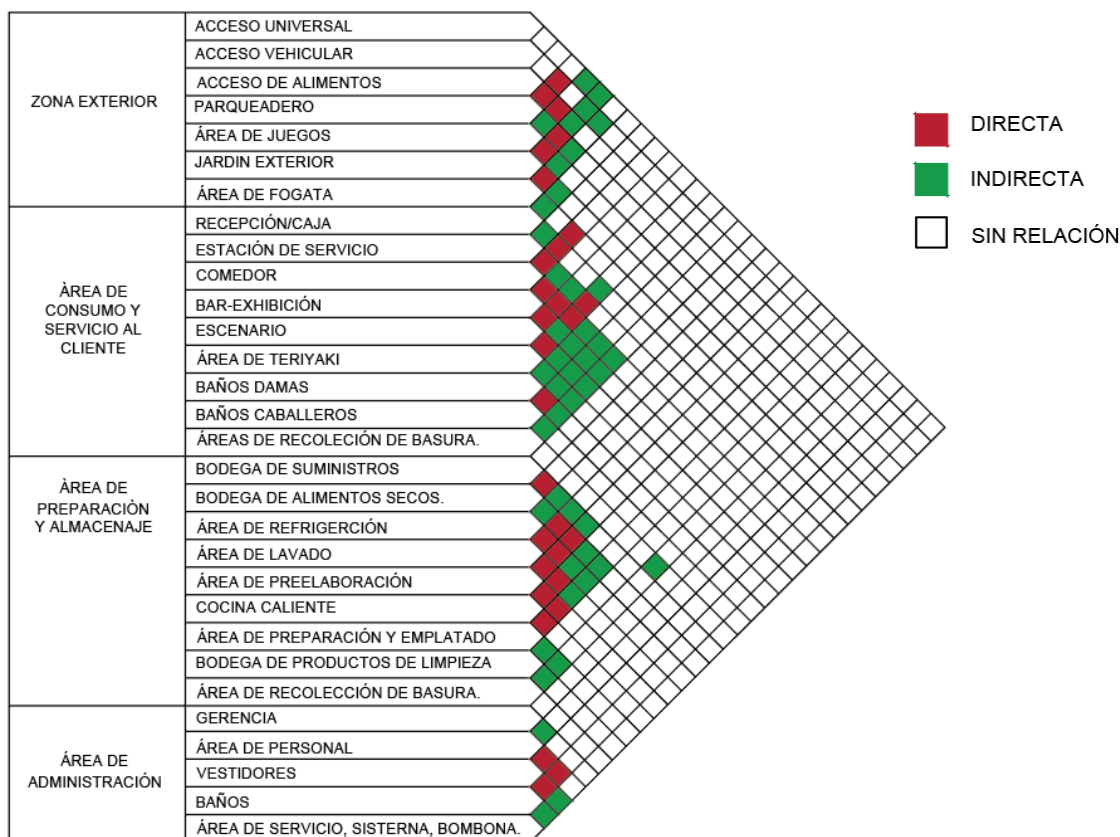 ZONA EXTERIOR
ACCESO UNIVERSAL
ACCESO VEHICULAR
ACCESO DE ALIMENTOS
PARQUEADERO
ÁREA DE JUEGOS
JARDIN EXTERIOR
ÁREA DE FOGATA
ÀREA DE
CONSUMO Y
SERVICIO AL
CLIENTE
RECEPCIÓN/CAJA
ESTACIÓN DE SERVICIO
COMEDOR
BAR-EXHIBICIÓN
ESCENARIO
ÁREA DE TERIYAKI
BAÑOS DAMAS
BAÑOS CABALLEROS
ÁREAS DE RECOLECIÓN DE BASURA.
ÀREA DE
PREPARACIÒN
Y ALMACENAJE
BODEGA DE SUMINISTROS
BODEGA DE ALIMENTOS SECOS.
ÁREA DE REFRIGERCIÓN
ÁREA DE LAVADO
ÁREA DE PREELABORACIÓN
COCINA CALIENTE
ÁREA DE PREPARACIÓN Y EMPLATADO
BODEGA DE PRODUCTOS DE LIMPIEZA
ÁREA DE RECOLECCIÓN DE BASURA.
ÁREA DE
ADMINISTRACIÓN
GERENCIA
ÁREA DE PERSONAL
VESTIDORES
BAÑOS
ÁREA DE SERVICIO, SISTERNA, BOMBONA.
DIRECTA
INDIRECTA
SIN RELACIÓN